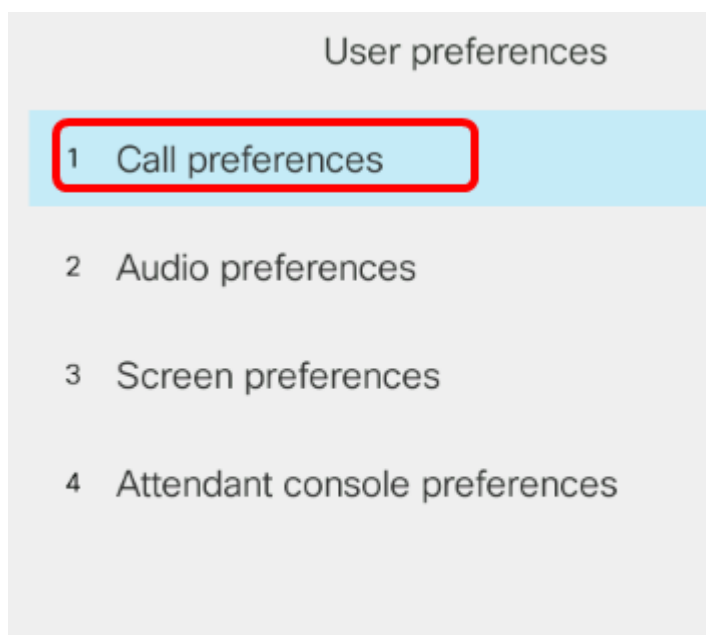 User preferences
1 Call preferences
2 Audio preferences
3 Screen preferences
4 Attendant console preferences